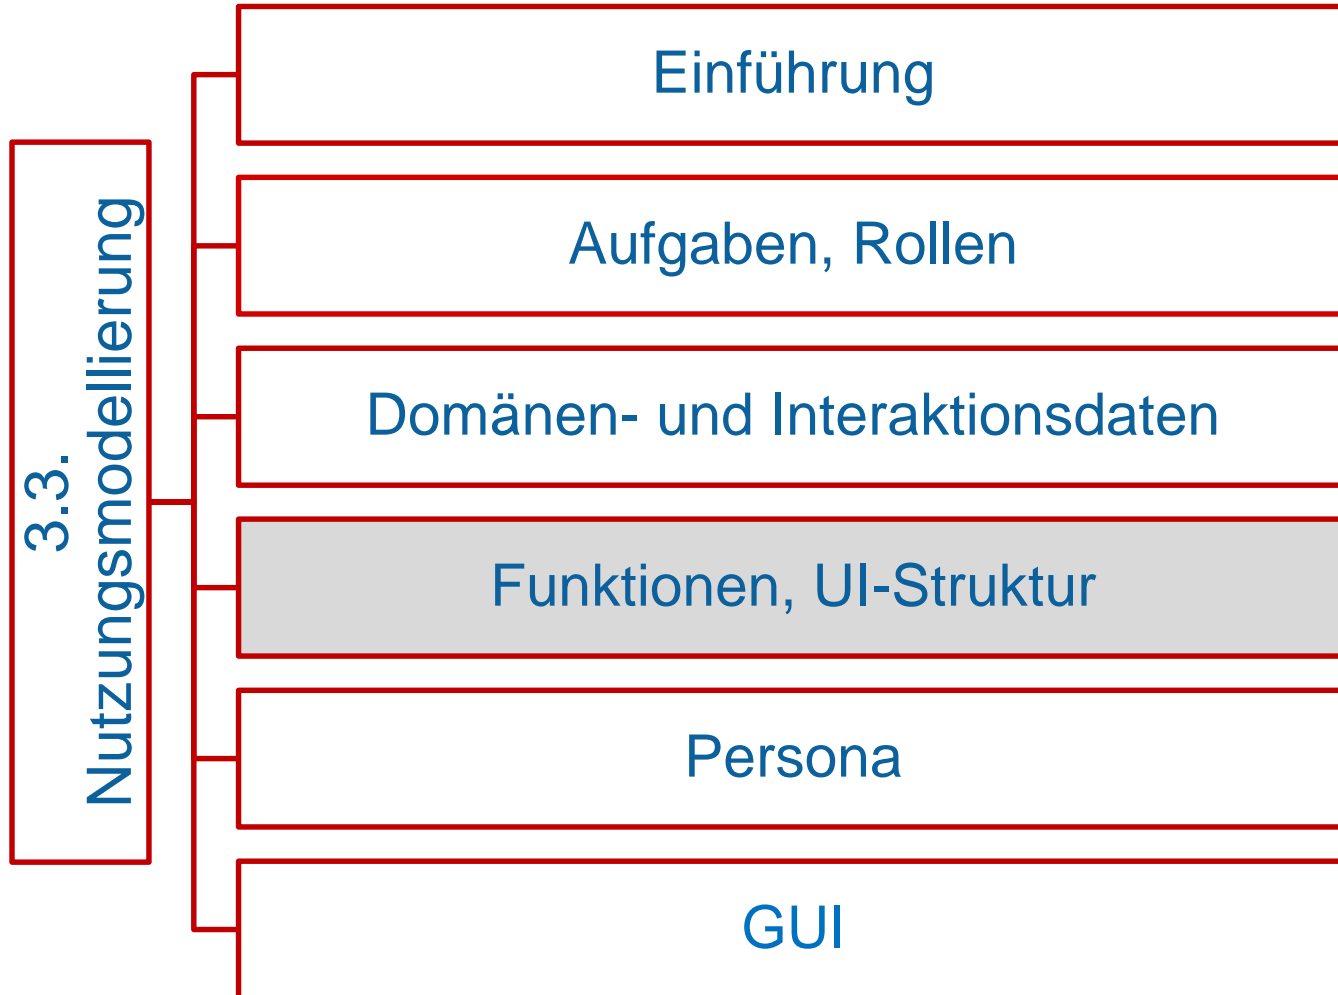 3.3.
Nutzungsmodellierung
Einführung
Aufgaben, Rollen
Domänen- und Interaktionsdaten
Funktionen, UI-Struktur
Persona
GUI